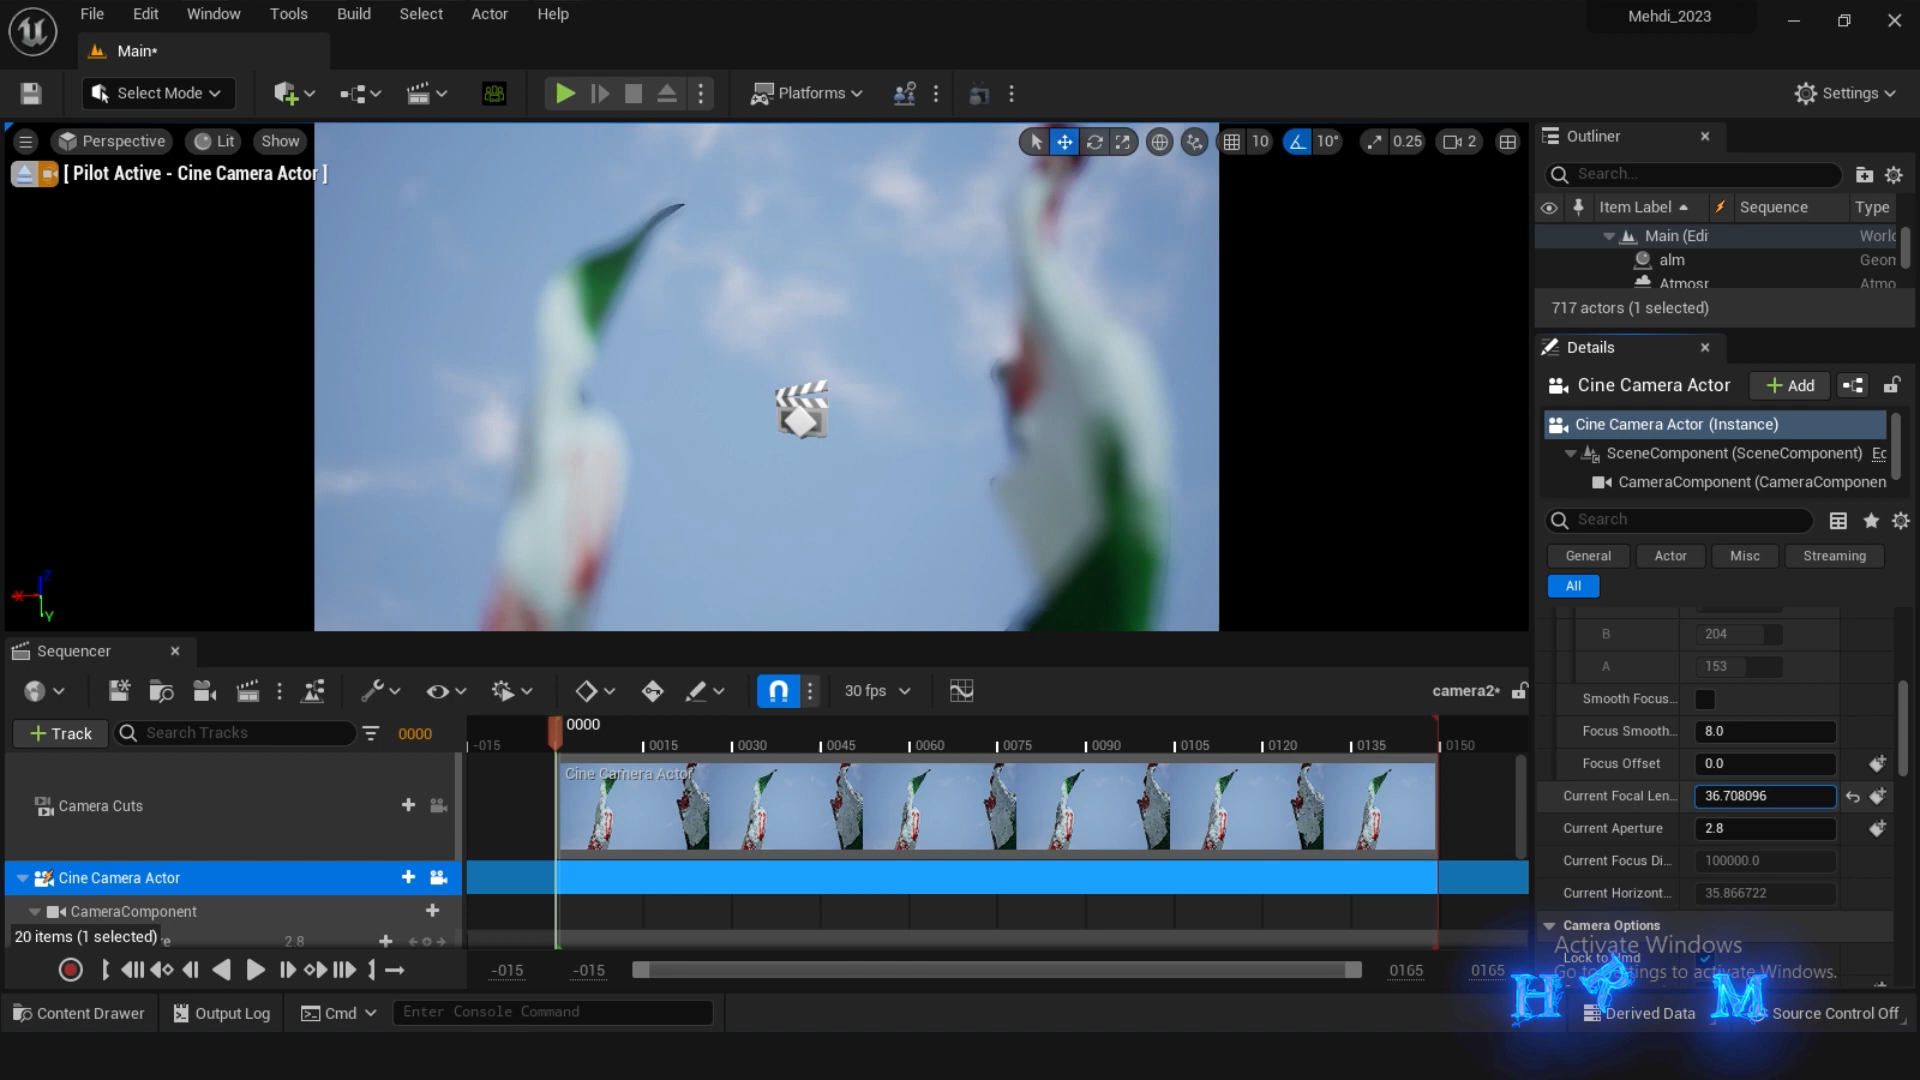 File Edit Window Tools Build Select Actor Help
Mehdi_2023
Main*
Select Mode
Platforms
Settings
Perspective Lit Show
10 10° 0.25 2
[ Pilot Active - Cine Camera Actor ]
Z
X
Y
Outliner
Search...
Item Label Sequence Type
Main (Edi World
alm Geon
Atmosr Atmo
717 actors (1 selected)
Details
Cine Camera Actor Add
Cine Camera Actor (Instance)
SceneComponent (SceneComponent) Ec
CameraComponent (CameraComponen
Search
General Actor Misc Streaming
All
B 204
A 153
Smooth Focus...
Focus Smooth... 8.0
Focus Offset 0.0
Current Focal Len... 36.708096
Current Aperture 2.8
Current Focus Di... 100000.0
Current Horizont... 35.866722
Camera Options
Activate Windows
Go to Settings to activate Windows.
Sequencer
30 fps
camera2*
Track Search Tracks 0000
0000
-015 0015 0030 0045 0060 0075 0090 0105 0120 0135 0150
Cine Camera Actor
Camera Cuts
Cine Camera Actor
CameraComponent
20 items (1 selected)
2.8
-015 -015 0165 0165
H M
Content Drawer Output Log Cmd Enter Console Command Derived Data Source Control Off